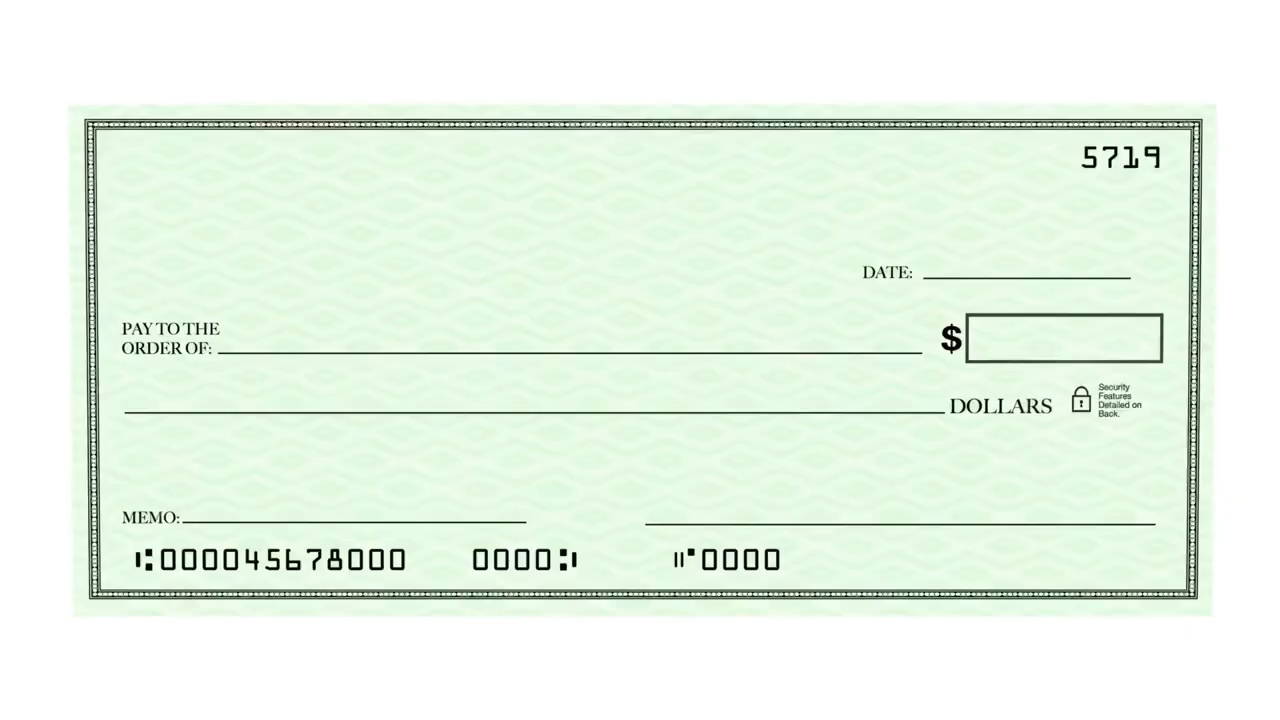 5719
DATE:
PAY TO THE
ORDER OF:
$
DOLLARS
Security
Features
Detailed on
Back.
MEMO:
⑆000045678000 0000⑆ ⑈0000